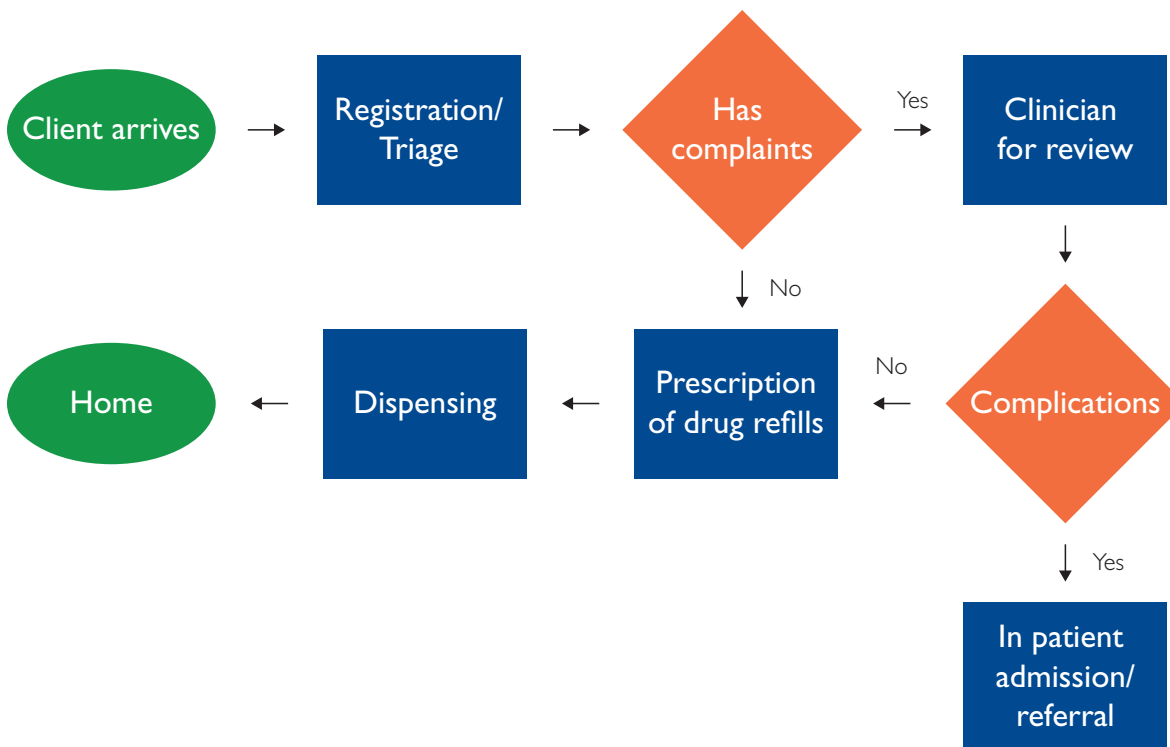 Client arrives
Registration/
Triage
Has
complaints
Yes
Clinician
for review
No
Home
Dispensing
Prescription
of drug refills
No
Complications
Yes
In patient
admission/
referral